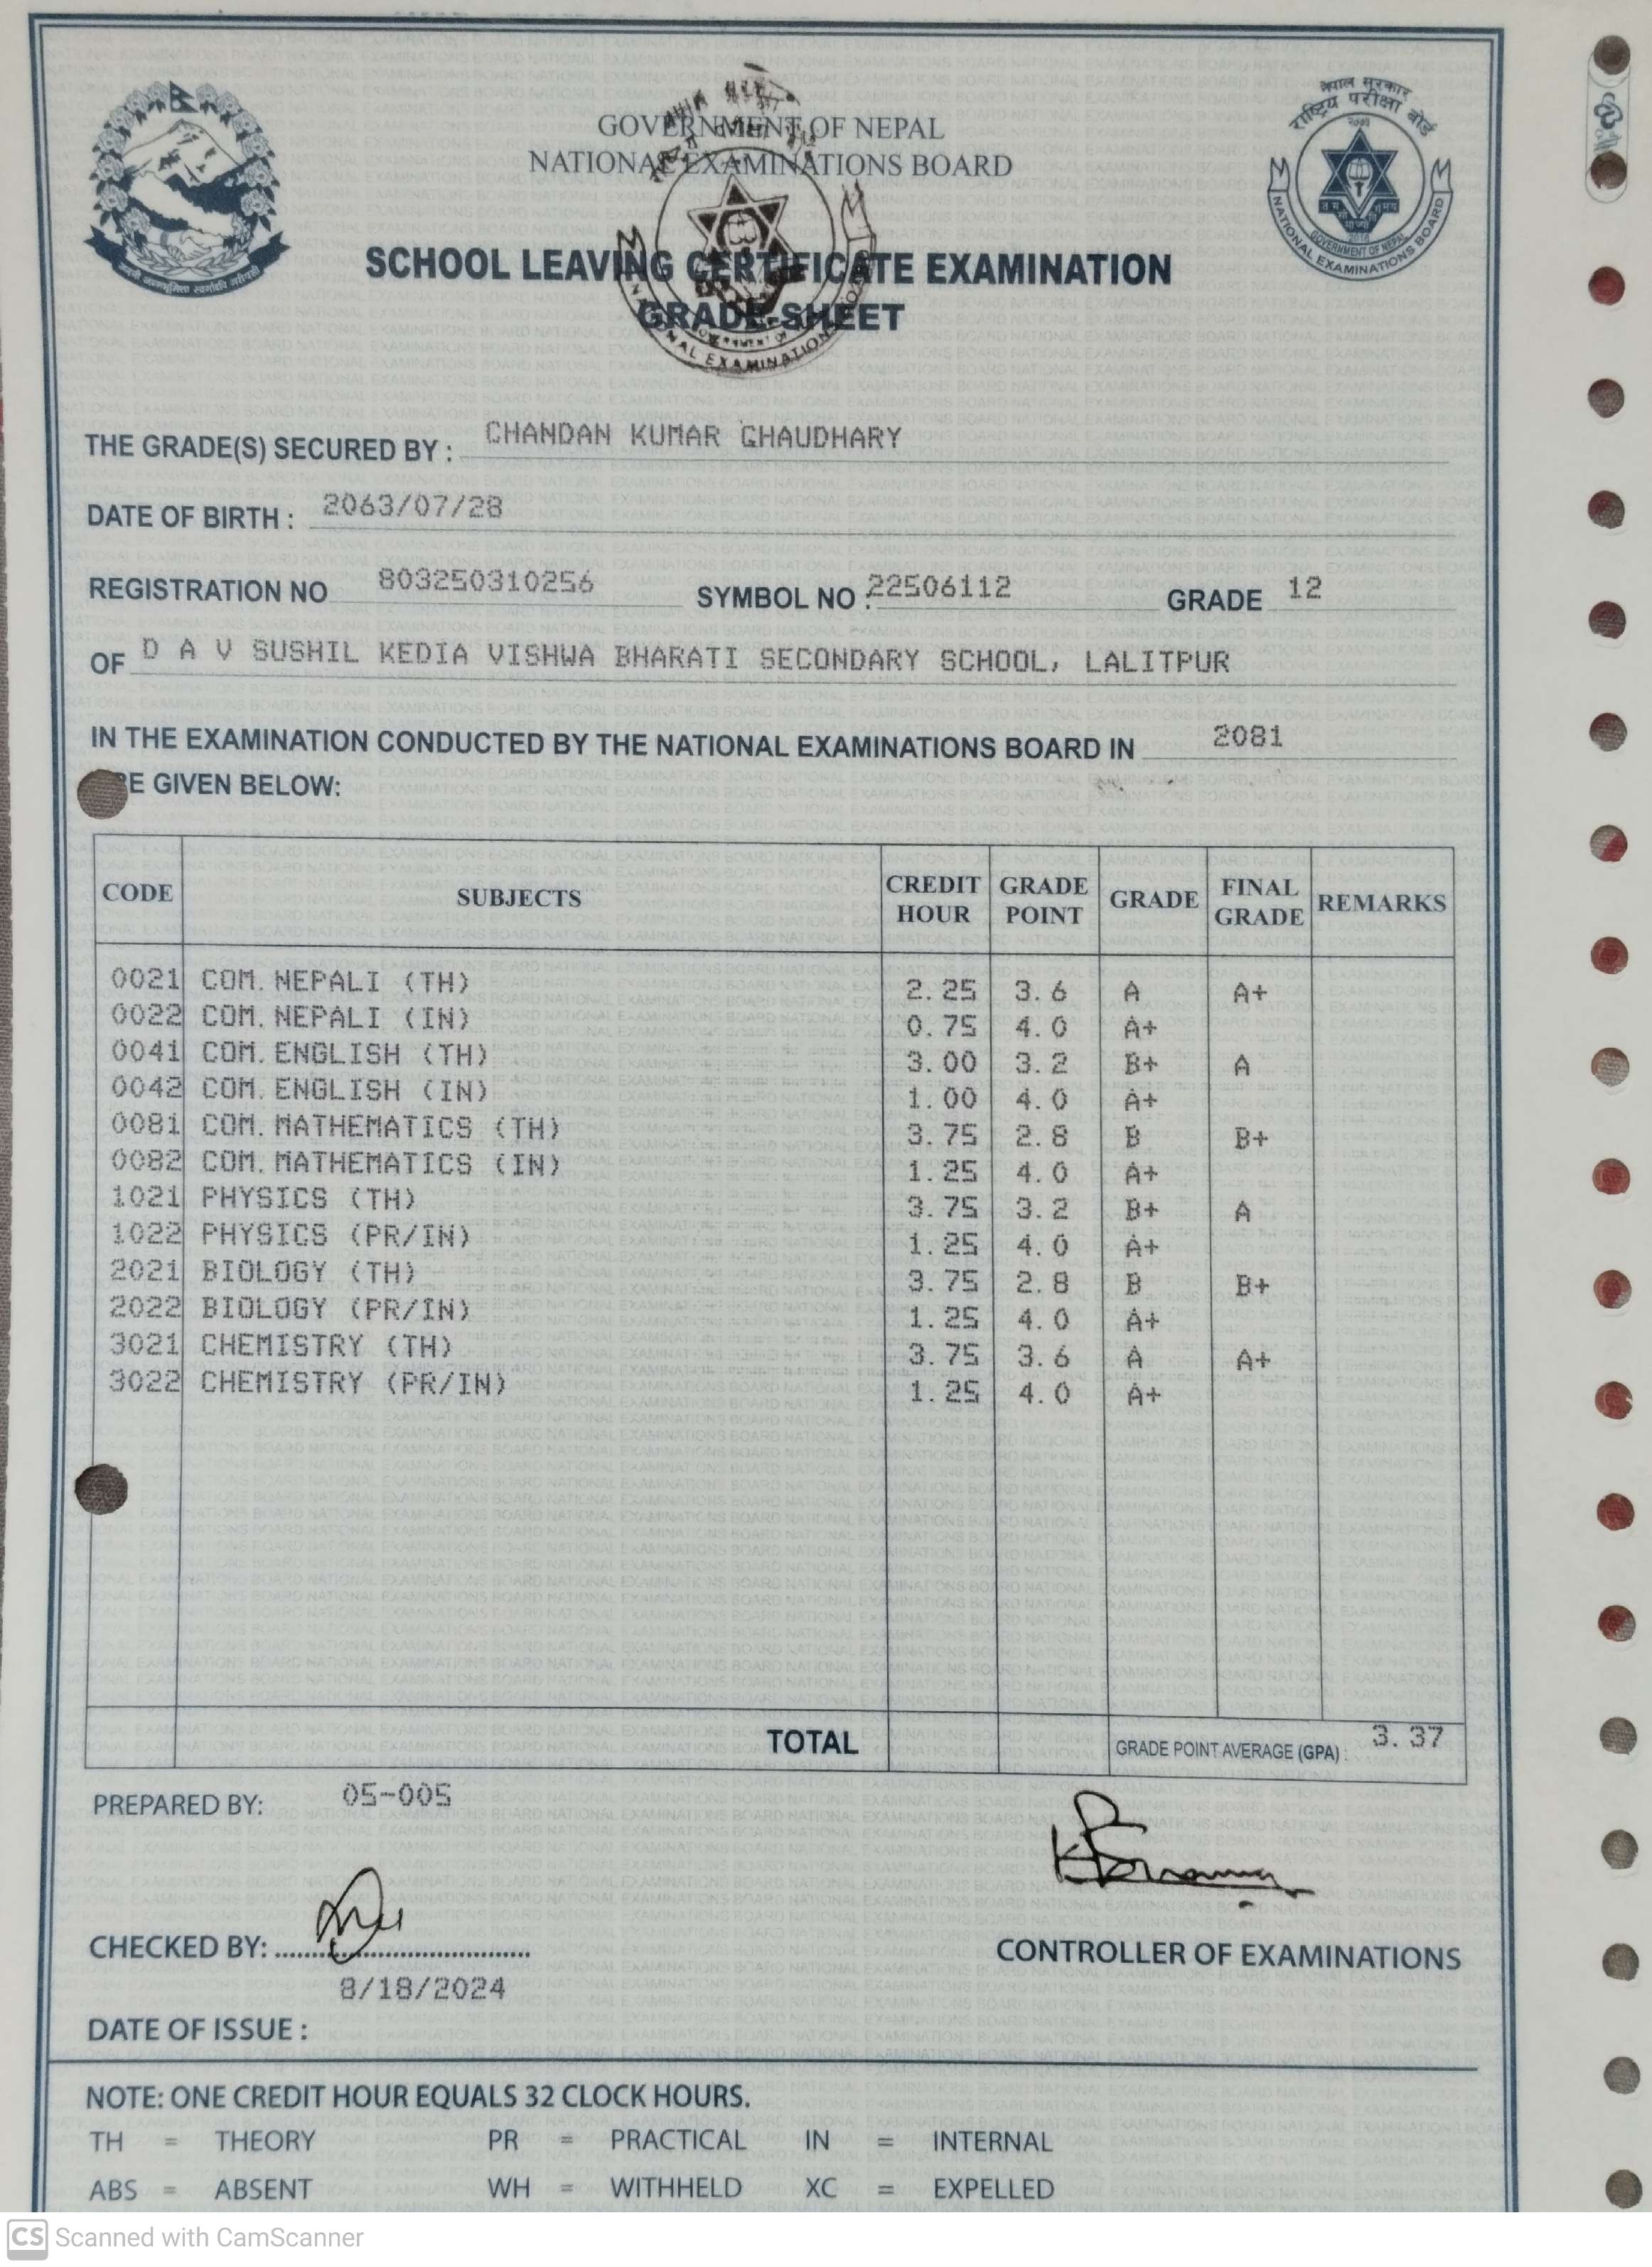 नेपाल सरकार
राष्ट्रिय परीक्षा बोर्ड
GOVERNMENT OF NEPAL
NATIONAL EXAMINATIONS BOARD
जननी जन्मभूमिश्च स्वर्गादपि गरीयसी
GOVERNMENT OF NEPAL
NATIONAL EXAMINATIONS BOARD
SCHOOL LEAVING CERTIFICATE EXAMINATION
GRADE-SHEET
THE GRADE(S) SECURED BY : CHANDAN KUMAR CHAUDHARY
DATE OF BIRTH : 2063/07/28
REGISTRATION NO 803250310256 SYMBOL NO : 22506112 GRADE 12
OF D A V SUSHIL KEDIA VISHWA BHARATI SECONDARY SCHOOL, LALITPUR
IN THE EXAMINATION CONDUCTED BY THE NATIONAL EXAMINATIONS BOARD IN 2081
GIVEN BELOW:
CODE SUBJECTS CREDIT HOUR GRADE POINT GRADE FINAL GRADE REMARKS
0021 COM. NEPALI (TH) 2.25 3.6 A A+
0022 COM. NEPALI (IN) 0.75 4.0 A+
0041 COM. ENGLISH (TH) 3.00 3.2 B+ A
0042 COM. ENGLISH (IN) 1.00 4.0 A+
0081 COM. MATHEMATICS (TH) 3.75 2.8 B B+
0082 COM. MATHEMATICS (IN) 1.25 4.0 A+
1021 PHYSICS (TH) 3.75 3.2 B+ A
1022 PHYSICS (PR/IN) 1.25 4.0 A+
2021 BIOLOGY (TH) 3.75 2.8 B B+
2022 BIOLOGY (PR/IN) 1.25 4.0 A+
3021 CHEMISTRY (TH) 3.75 3.6 A A+
3022 CHEMISTRY (PR/IN) 1.25 4.0 A+
TOTAL GRADE POINT AVERAGE (GPA) : 3.37
PREPARED BY: 05-005
CHECKED BY:
CONTROLLER OF EXAMINATIONS
8/18/2024
DATE OF ISSUE :
NOTE: ONE CREDIT HOUR EQUALS 32 CLOCK HOURS.
TH = THEORY PR = PRACTICAL IN = INTERNAL
ABS = ABSENT WH = WITHHELD XC = EXPELLED
CS Scanned with CamScanner